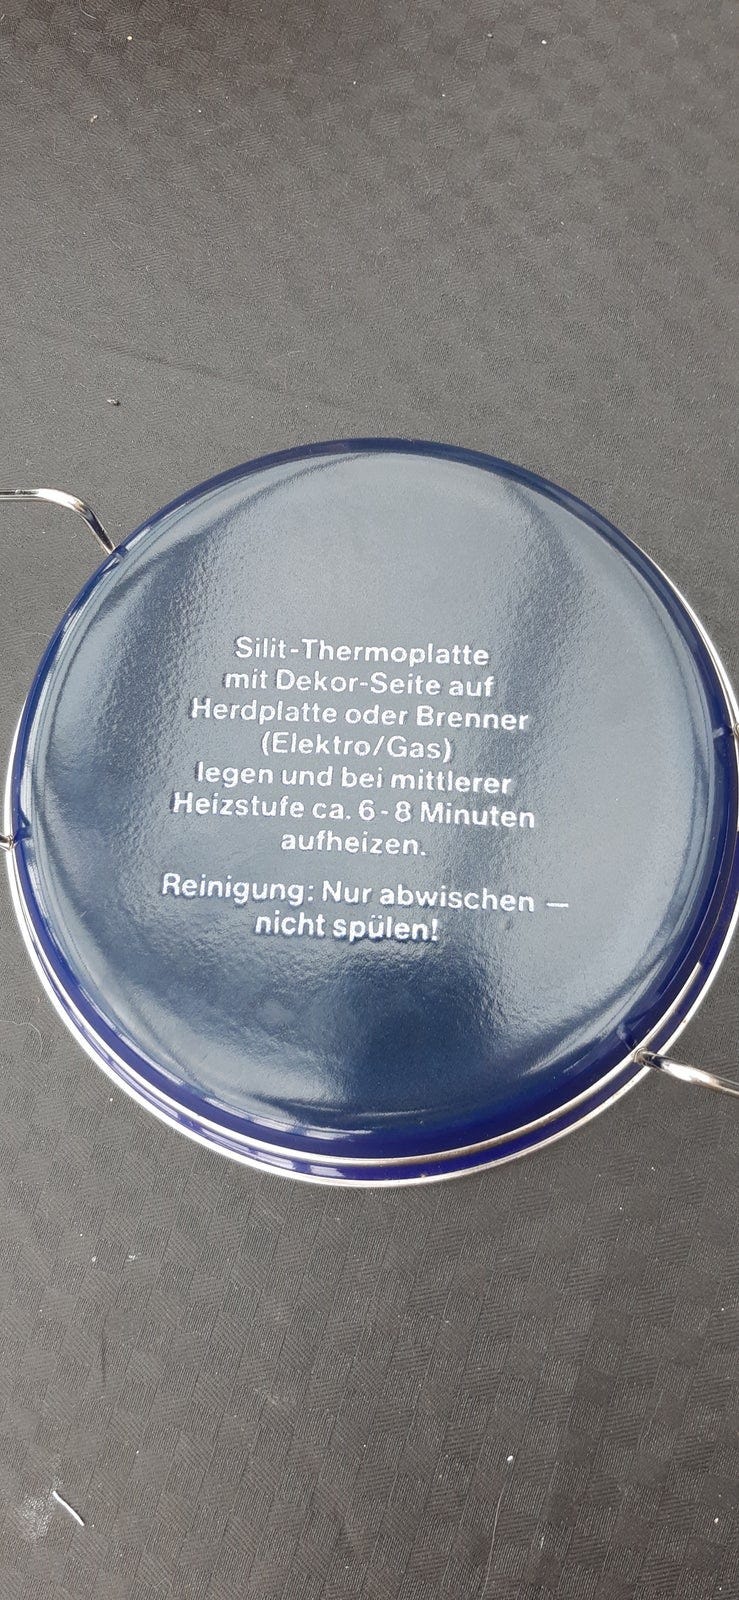 Silit-Thermoplatte
mit Dekor-Seite auf
Herdplatte oder Brenner
(Elektro/Gas)
legen und bei mittlerer
Heizstufe ca. 6-8 Minuten
aufheizen.
Reinigung: Nur abwischen —
nicht spülen!